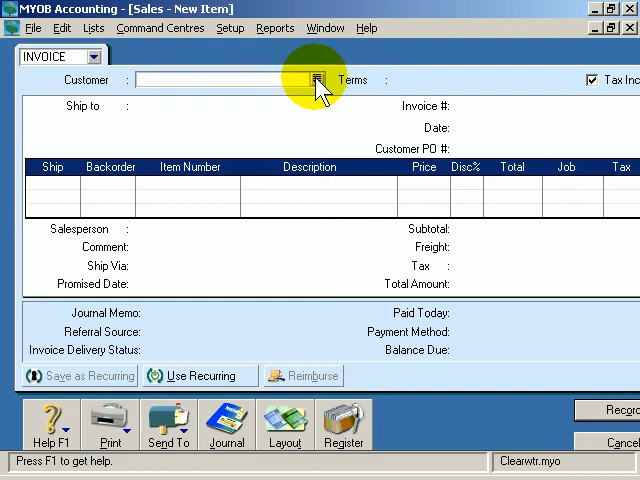 MYOB Accounting - [Sales - New Item]
File Edit Lists Command Centres Setup Reports Window Help
INVOICE
Customer : Terms : Tax Inc
Ship to : Invoice #:
Date:
Customer PO #:
Ship Backorder Item Number Description Price Disc% Total Job Tax
Salesperson : Subtotal:
Comment: Freight:
Ship Via: Tax :
Promised Date: Total Amount:
Journal Memo: Paid Today:
Referral Source: Payment Method:
Invoice Delivery Status: Balance Due:
Save as Recurring Use Recurring Reimburse
Recor
Help F1 Print Send To Journal Layout Register Cancel
Press F1 to get help. Clearwtr.myo